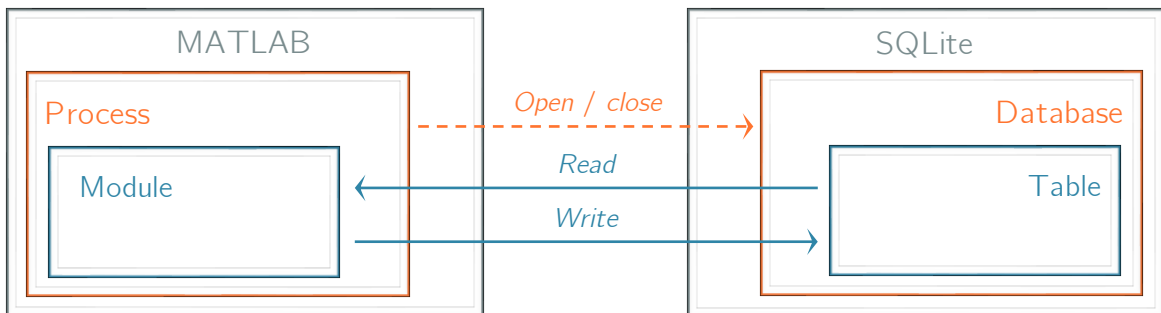 MATLAB
SQLite
Process
Open / close
Database
Module
Read
Table
Write